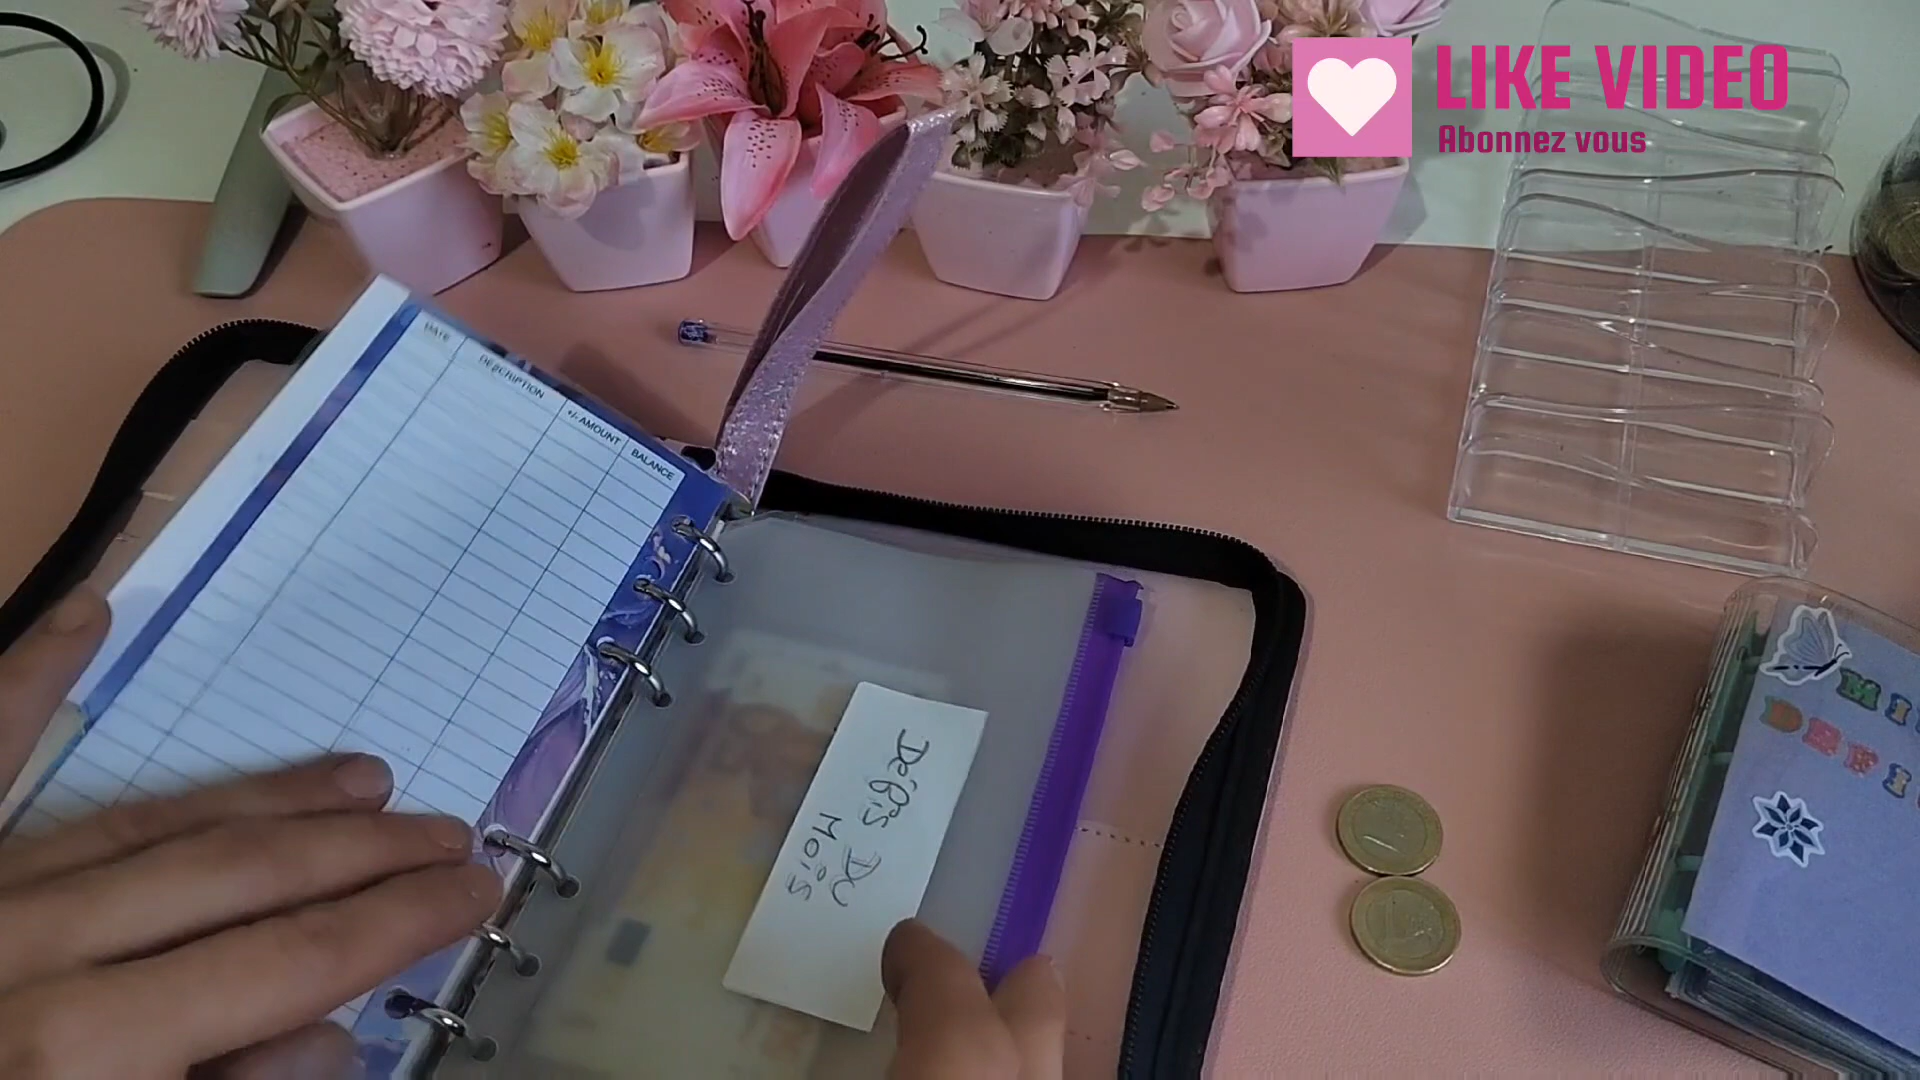 LIKE VIDEO
Abonnez vous
DATE
DESCRIPTION
+/- AMOUNT
BALANCE
Défis Du
Mois